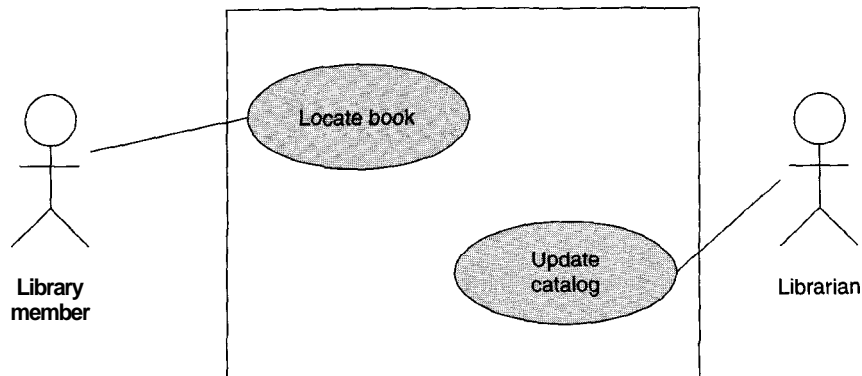 Locate book
Library
member
Update
catalog
Librarian